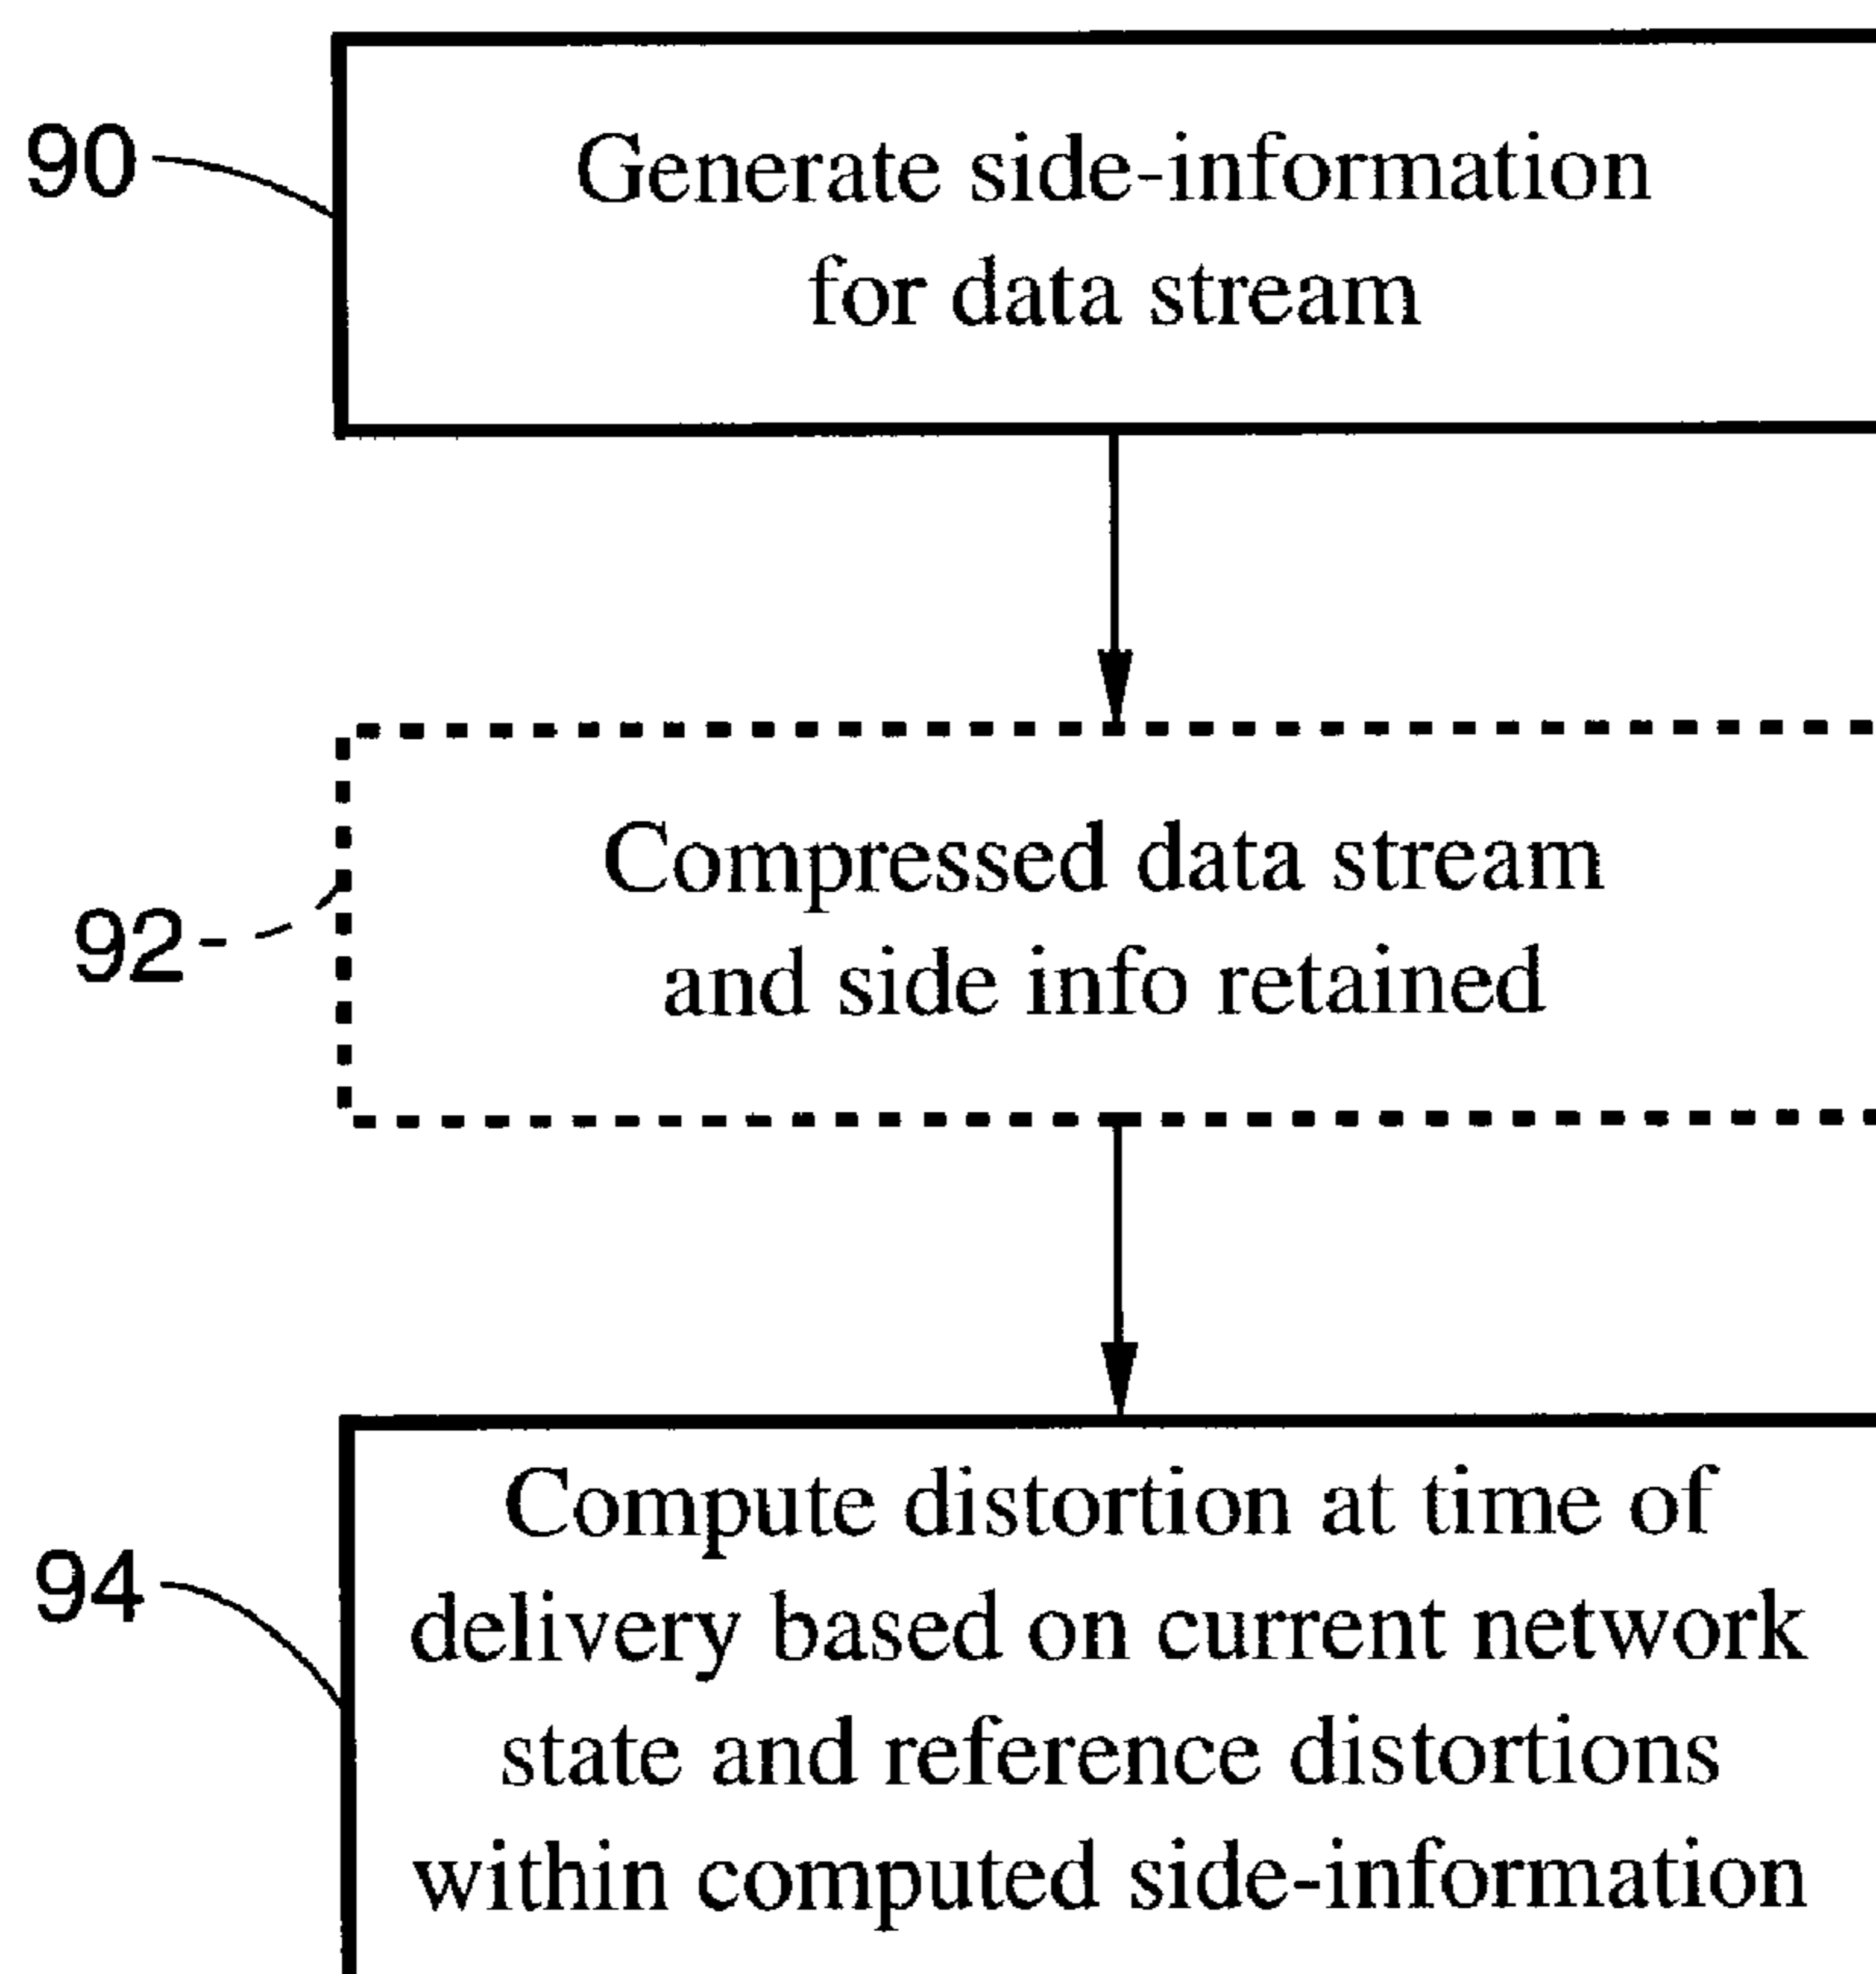 90
Generate side-information
for data stream
Compressed data stream
92
and side info retained
Compute distortion at time of
94
delivery based on current network
state and reference distortions
within computed side-information